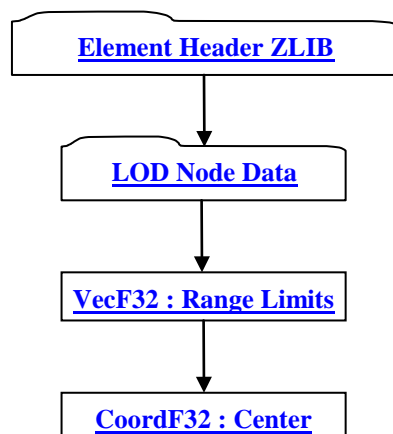 Element Header ZLIB
LOD Node Data
VecF32 : Range Limits
CoordF32 : Center